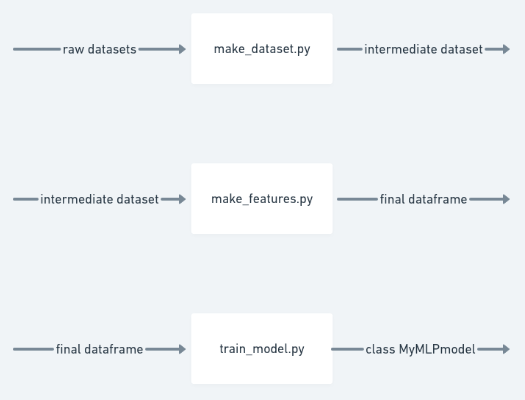 raw datasets
make_dataset.py
intermediate dataset
intermediate dataset
make_features.py
final dataframe
final dataframe
train_model.py
class MyMLPmodel